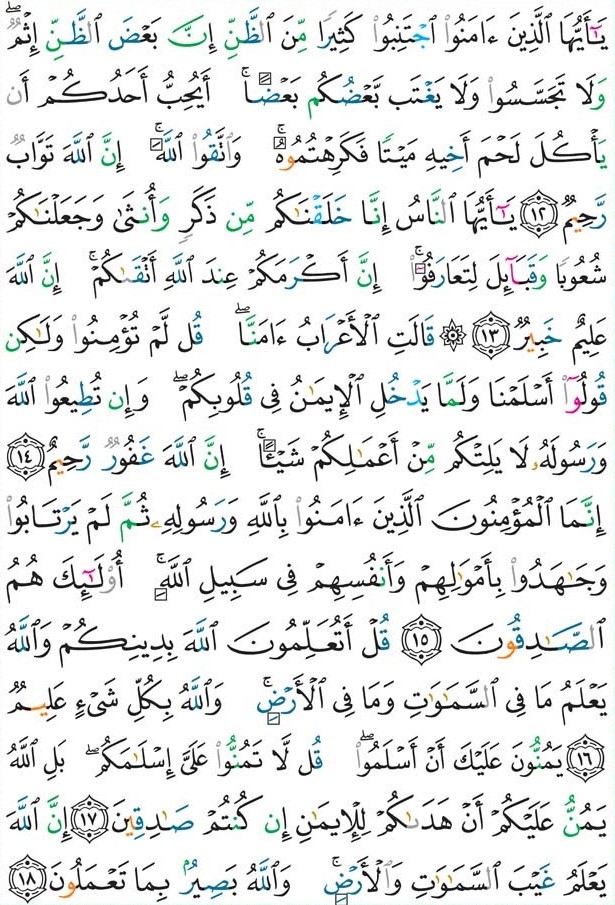 يَـٰٓأَيُّهَا ٱلَّذِينَ ءَامَنُوا۟ ٱجْتَنِبُوا۟ كَثِيرًا مِّنَ ٱلظَّنِّ إِنَّ بَعْضَ ٱلظَّنِّ إِثْمٌ ۖ
وَلَا تَجَسَّسُوا۟ وَلَا يَغْتَب بَّعْضُكُم بَعْضًا ۚ أَيُحِبُّ أَحَدُكُمْ أَن
يَأْكُلَ لَحْمَ أَخِيهِ مَيْتًا فَكَرِهْتُمُوهُ ۚ وَٱتَّقُوا۟ ٱللَّهَ ۚ إِنَّ ٱللَّهَ تَوَّابٌ
رَّحِيمٌ ١٢ يَـٰٓأَيُّهَا ٱلنَّاسُ إِنَّا خَلَقْنَـٰكُم مِّن ذَكَرٍ وَأُنثَىٰ وَجَعَلْنَـٰكُمْ
شُعُوبًا وَقَبَآئِلَ لِتَعَارَفُوٓا۟ ۚ إِنَّ أَكْرَمَكُمْ عِندَ ٱللَّهِ أَتْقَىٰكُمْ ۚ إِنَّ ٱللَّهَ
عَلِيمٌ خَبِيرٌ ١٣ ۞ قَالَتِ ٱلْأَعْرَابُ ءَامَنَّا ۖ قُل لَّمْ تُؤْمِنُوا۟ وَلَـٰكِن
قُولُوٓا۟ أَسْلَمْنَا وَلَمَّا يَدْخُلِ ٱلْإِيمَـٰنُ فِى قُلُوبِكُمْ ۖ وَإِن تُطِيعُوا۟ ٱللَّهَ
وَرَسُولَهُۥ لَا يَلِتْكُم مِّنْ أَعْمَـٰلِكُمْ شَيْـًٔا ۚ إِنَّ ٱللَّهَ غَفُورٌ رَّحِيمٌ ١٤
إِنَّمَا ٱلْمُؤْمِنُونَ ٱلَّذِينَ ءَامَنُوا۟ بِٱللَّهِ وَرَسُولِهِۦ ثُمَّ لَمْ يَرْتَابُوا۟
وَجَـٰهَدُوا۟ بِأَمْوَٰلِهِمْ وَأَنفُسِهِمْ فِى سَبِيلِ ٱللَّهِ ۚ أُو۟لَـٰٓئِكَ هُمُ
ٱلصَّـٰدِقُونَ ١٥ قُلْ أَتُعَلِّمُونَ ٱللَّهَ بِدِينِكُمْ وَٱللَّهُ
يَعْلَمُ مَا فِى ٱلسَّمَـٰوَٰتِ وَمَا فِى ٱلْأَرْضِ ۚ وَٱللَّهُ بِكُلِّ شَىْءٍ عَلِيمٌ
١٦ يَمُنُّونَ عَلَيْكَ أَنْ أَسْلَمُوا۟ ۖ قُل لَّا تَمُنُّوا۟ عَلَىَّ إِسْلَـٰمَكُم ۖ بَلِ ٱللَّهُ
يَمُنُّ عَلَيْكُمْ أَنْ هَدَىٰكُمْ لِلْإِيمَـٰنِ إِن كُنتُمْ صَـٰدِقِينَ ١٧ إِنَّ ٱللَّهَ
يَعْلَمُ غَيْبَ ٱلسَّمَـٰوَٰتِ وَٱلْأَرْضِ ۚ وَٱللَّهُ بَصِيرٌۢ بِمَا تَعْمَلُونَ ١٨